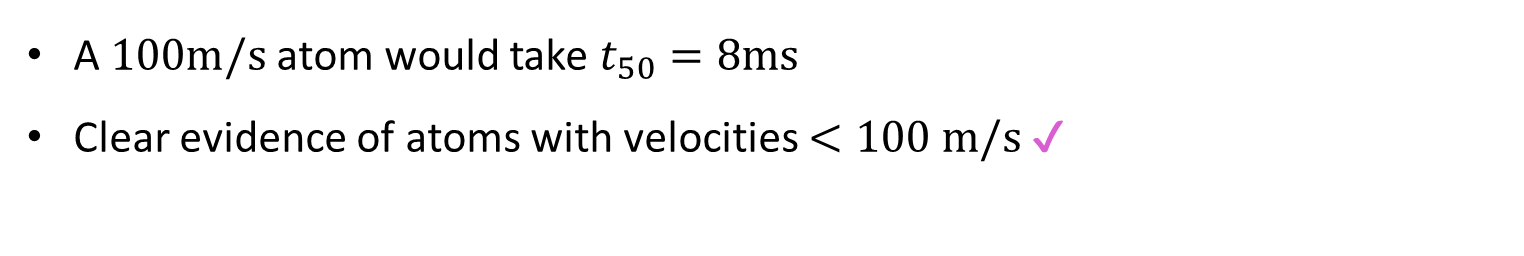 • A 100m/s atom would take t₅₀ = 8ms
• Clear evidence of atoms with velocities < 100 m/s ✓